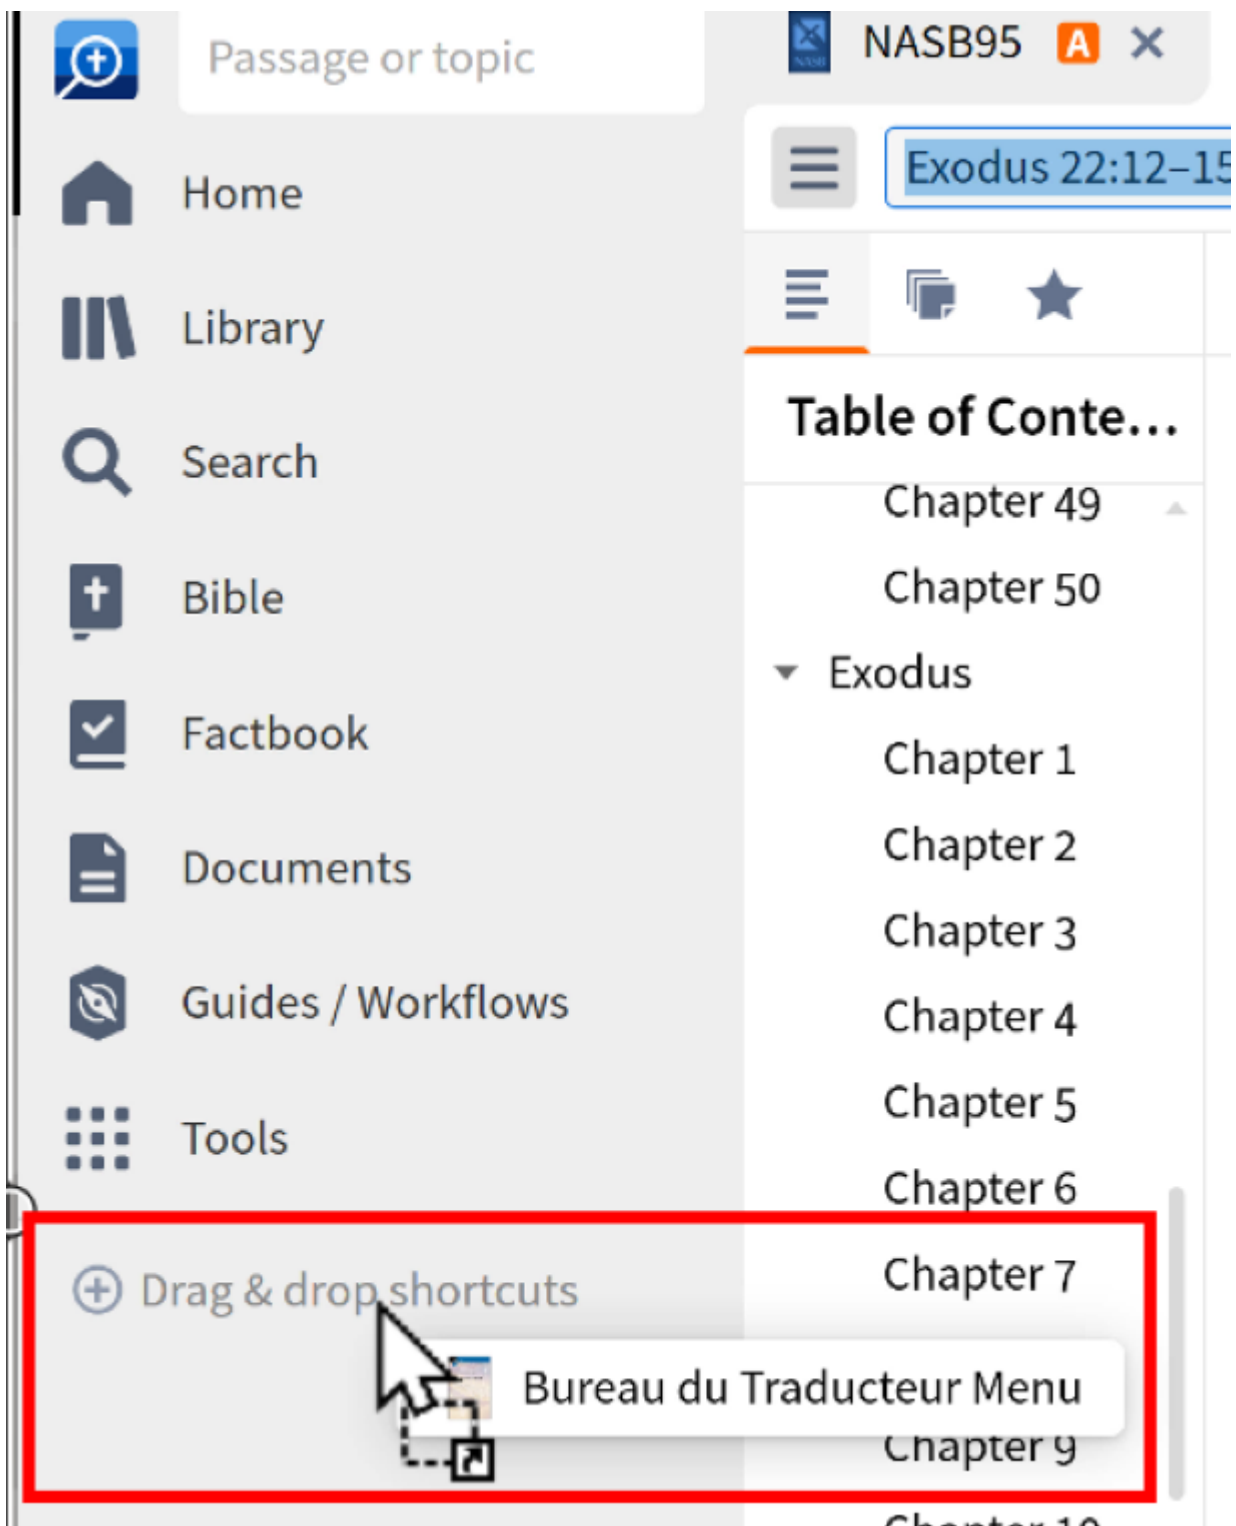 Passage or topic
Home
Library
Search
Bible
Factbook
Documents
Guides / Workflows
Tools
Drag & drop shortcuts
NASB95 A
Exodus 22:12–15
Table of Conte...
Chapter 49
Chapter 50
Exodus
Chapter 1
Chapter 2
Chapter 3
Chapter 4
Chapter 5
Chapter 6
Chapter 7
Bureau du Traducteur Menu
Chapter 9
Chapter 10